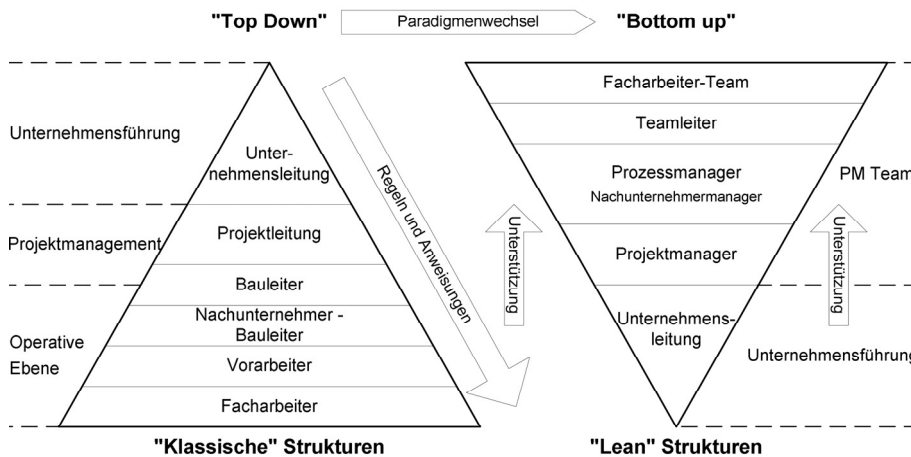 "Top Down"
Paradigmenwechsel
"Bottom up"
Unternehmensführung
Projektmanagement
Operative
Ebene
Unter-
nehmensleitung
Projektleitung
Bauleiter
Nachunternehmer -
Bauleiter
Vorarbeiter
Facharbeiter
Regeln und Anweisungen
"Klassische" Strukturen
Facharbeiter-Team
Teamleiter
Prozessmanager
Nachunternehmermanager
Projektmanager
Unternehmens-
leitung
Unterstützung
PM Team
Unterstützung
Unternehmensführung
"Lean" Strukturen